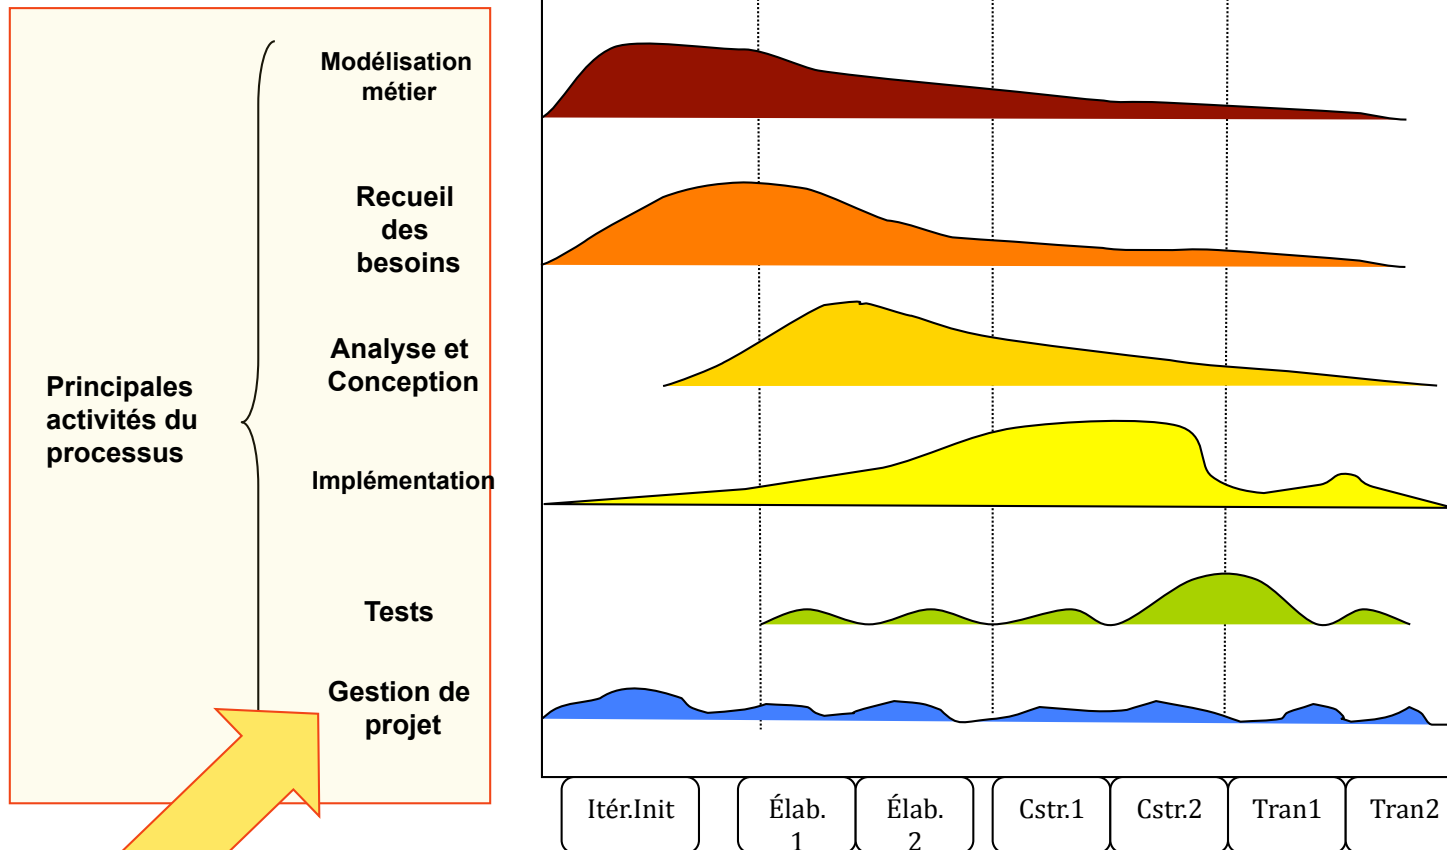 Modélisation
métier
Recueil
des
besoins
Analyse et
Conception
Principales
activités du
processus
Implémentation
Tests
Gestion de
projet
Itér.Init
Élab.
1
Élab.
2
Cstr.1
Cstr.2
Tran1
Tran2